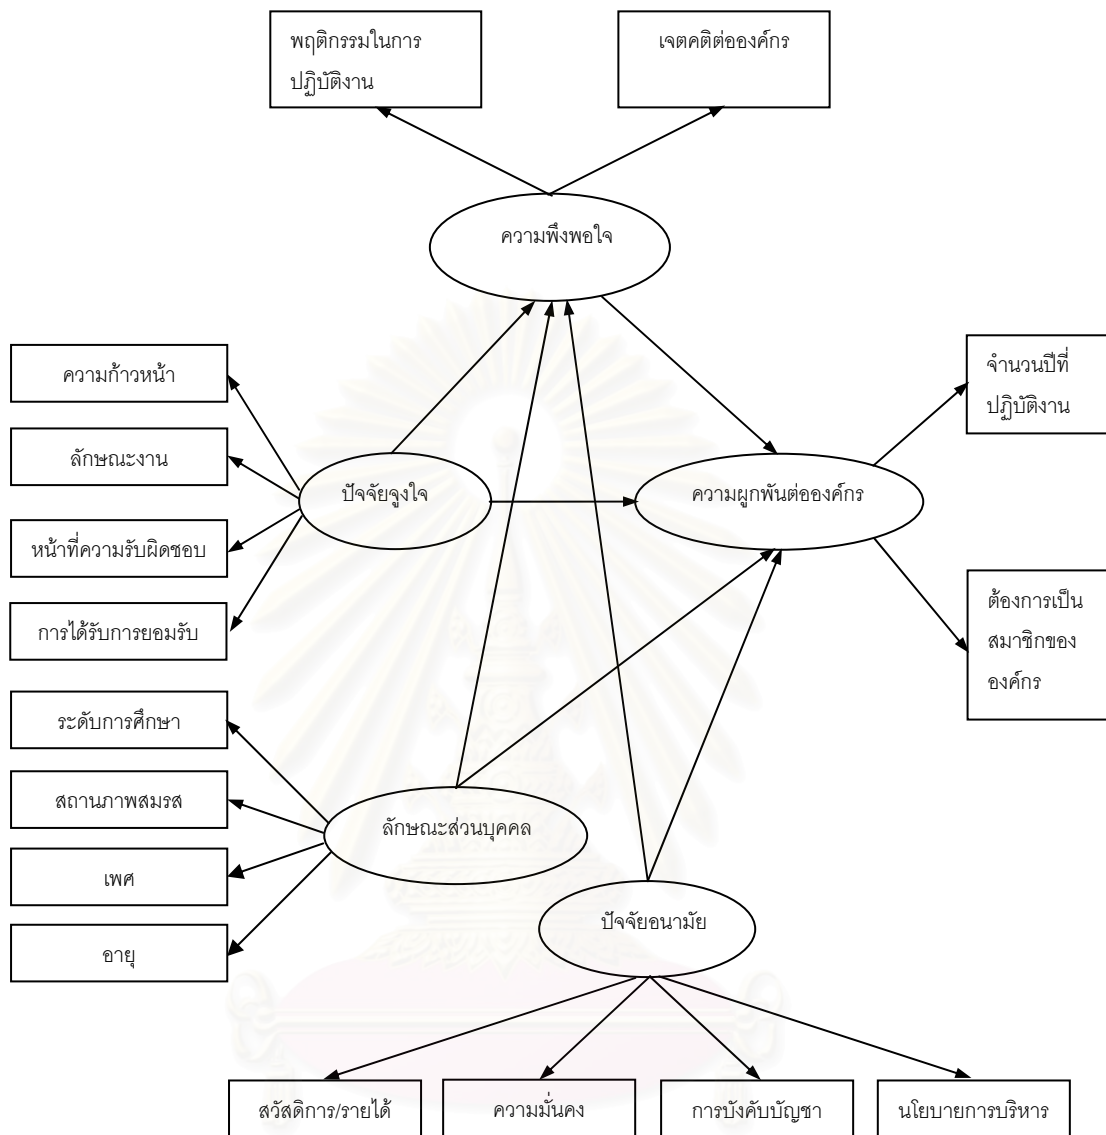 พฤติกรรมในการ
ปฏิบัติงาน
เจตคติต่อองค์กร
ความพึงพอใจ
ความก้าวหน้า
ลักษณะงาน
หน้าที่ความรับผิดชอบ
การได้รับการยอมรับ
ปัจจัยจูงใจ
ความผูกพันต่อองค์กร
จำนวนปีที่
ปฏิบัติงาน
ต้องการเป็น
สมาชิกของ
องค์กร
ระดับการศึกษา
สถานภาพสมรส
เพศ
อายุ
ลักษณะส่วนบุคคล
ปัจจัยอนามัย
สวัสดิการ/รายได้
ความมั่นคง
การบังคับบัญชา
นโยบายการบริหาร